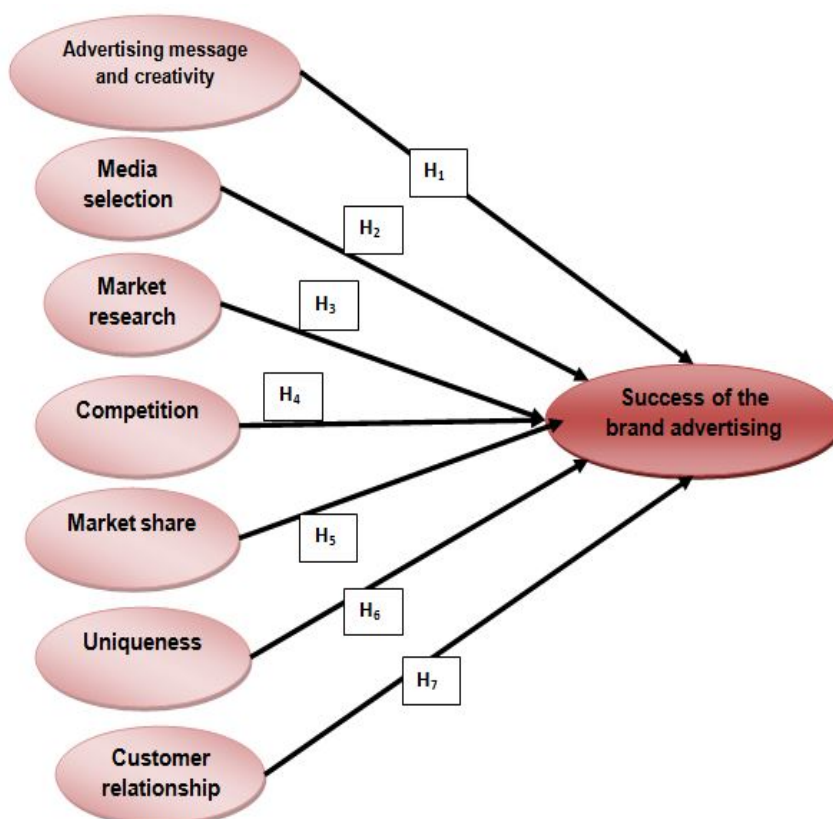 Advertising message
and creativity
H₁
Media
selection
H₂
Market
research
H₃
Competition
H₄
Success of the
brand advertising
Market share
H₅
Uniqueness
H₆
Customer
relationship
H₇